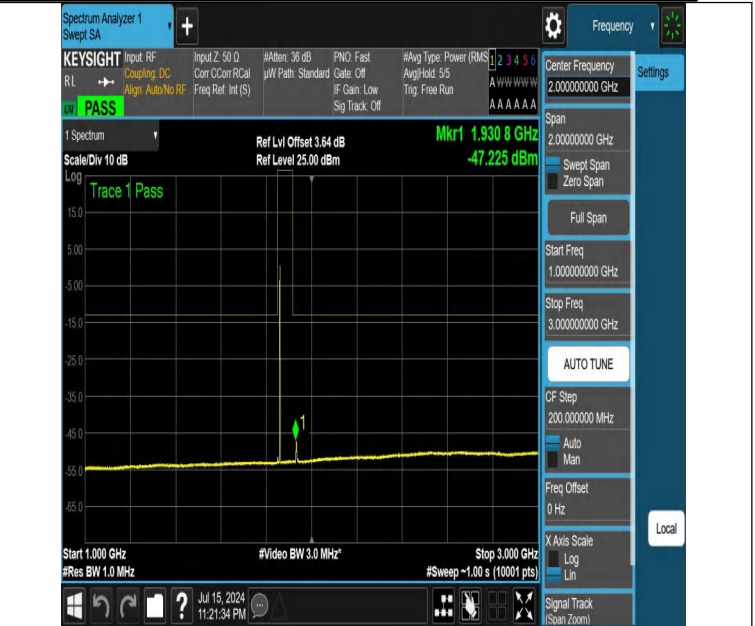 Spectrum Analyzer 1
Swept SA
+
Frequency
KEYSIGHT
RL
PASS
Input: RF
Coupling: DC
Align: Auto/No RF
Input Z: 50 Ω
Corr CCorr RCal
Freq Ref: Int (S)
#Atten: 36 dB
µW Path: Standard
PNO: Fast
Gate: Off
IF Gain: Low
Sig Track: Off
#Avg Type: Power (RMS
Avg|Hold: 5/5
Trig: Free Run
1 2 3 4 5 6
A W W W W W
A A A A A A
1 Spectrum
Scale/Div 10 dB
Ref Lvl Offset 3.64 dB
Ref Level 25.00 dBm
Mkr1 1.930 8 GHz
-47.225 dBm
Log
Trace 1 Pass
15.0
5.00
-5.00
-15.0
-25.0
-35.0
-45.0
-55.0
-65.0
1
Start 1.000 GHz
#Res BW 1.0 MHz
#Video BW 3.0 MHz*
Stop 3.000 GHz
#Sweep ~1.00 s (10001 pts)
?
Jul 15, 2024
11:21:34 PM
Center Frequency
2.000000000 GHz
Settings
Span
2.00000000 GHz
Swept Span
Zero Span
Full Span
Start Freq
1.000000000 GHz
Stop Freq
3.000000000 GHz
AUTO TUNE
CF Step
200.000000 MHz
Auto
Man
Freq Offset
0 Hz
Local
X Axis Scale
Log
Lin
Signal Track
(Span Zoom)